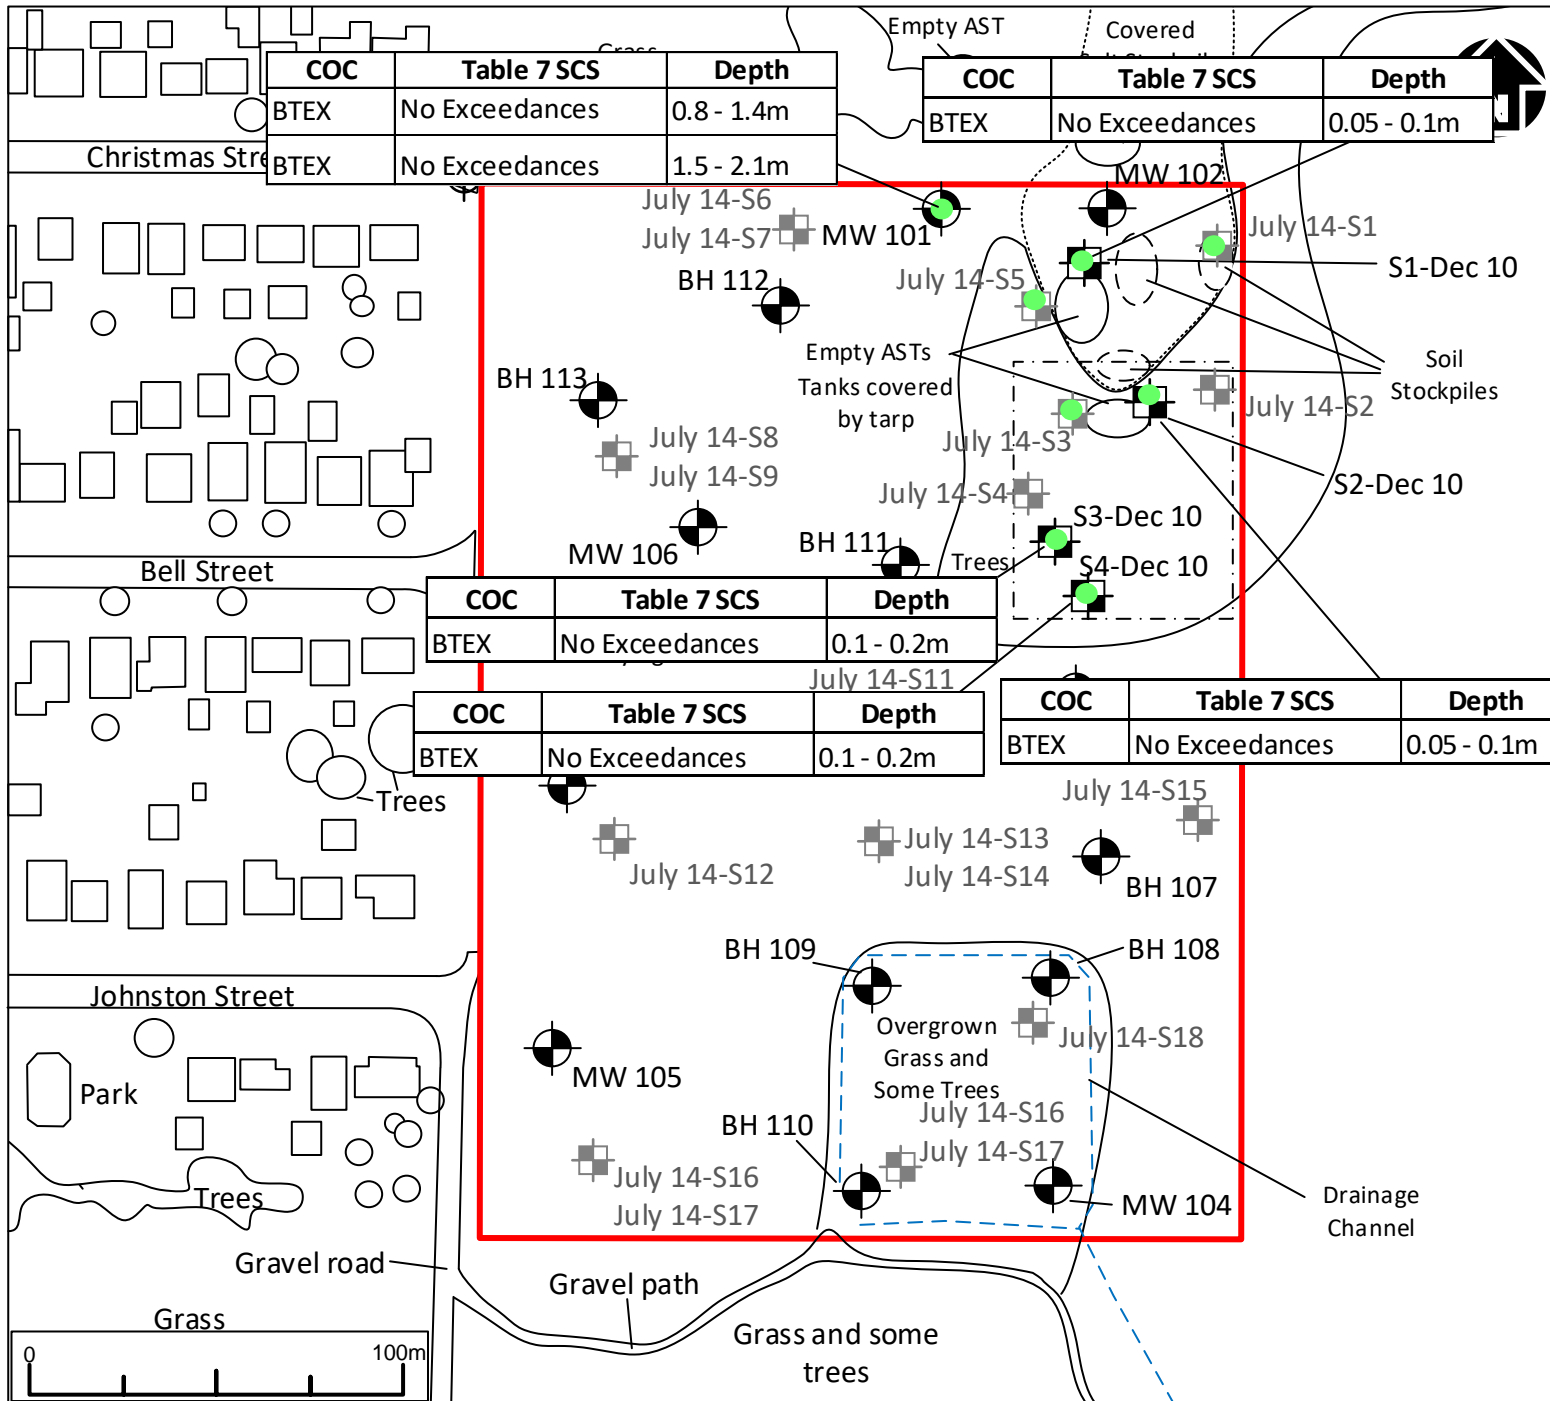 Empty AST
Covered
COC Table 7 SCS Depth
BTEX No Exceedances 0.8 - 1.4m
BTEX No Exceedances 1.5 - 2.1m
COC Table 7 SCS Depth
BTEX No Exceedances 0.05 - 0.1m
MW 102
July 14-S6
July 14-S7
MW 101
July 14-S1
S1-Dec 10
BH 112
July 14-S5
Empty ASTs
Tanks covered
by tarp
Soil
Stockpiles
BH 113
July 14-S2
July 14-S3
July 14-S8
July 14-S9
July 14-S4
S2-Dec 10
S3-Dec 10
MW 106
BH 111
Trees
S4-Dec 10
Bell Street
COC Table 7 SCS Depth
BTEX No Exceedances 0.1 - 0.2m
July 14-S11
COC Table 7 SCS Depth
BTEX No Exceedances 0.1 - 0.2m
COC Table 7 SCS Depth
BTEX No Exceedances 0.05 - 0.1m
Trees
July 14-S15
July 14-S12
July 14-S13
July 14-S14
BH 107
BH 109
BH 108
Johnston Street
Overgrown
Grass and
Some Trees
July 14-S18
MW 105
Park
July 14-S16
July 14-S17
BH 110
July 14-S16
July 14-S17
Trees
MW 104
Drainage
Channel
Gravel road
Gravel path
Grass
Grass and some
trees
0 100m
Christmas